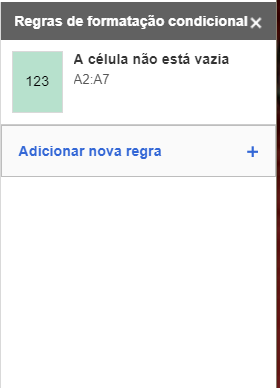 Regras de formatação condicional ×
A célula não está vazia
123
A2:A7
Adicionar nova regra +